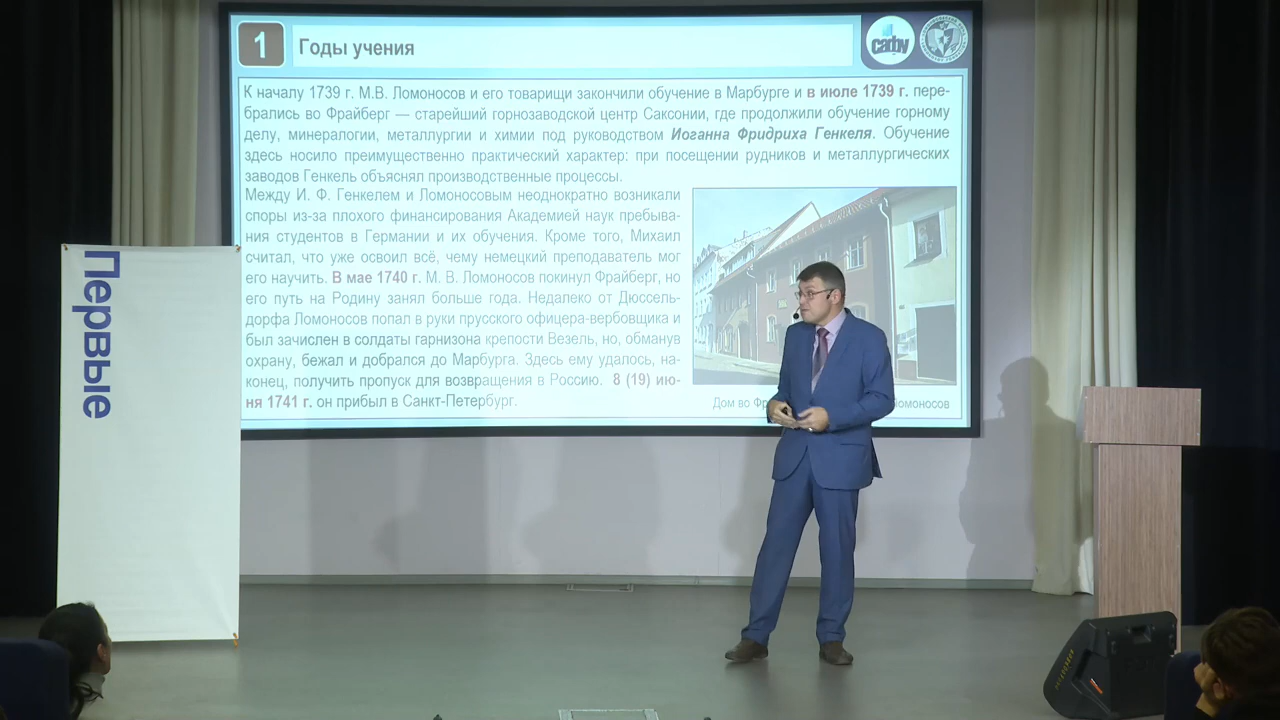 1
Годы учения
сафу
К началу 1739 г. М.В. Ломоносов и его товарищи закончили обучение в Марбурге и в июле 1739 г. пере-
брались во Фрайберг — старейший горнозаводской центр Саксонии, где продолжили обучение горному
делу, минералогии, металлургии и химии под руководством Иоганна Фридриха Генкеля. Обучение
здесь носило преимущественно практический характер: при посещении рудников и металлургических
заводов Генкель объяснял производственные процессы.
Между И. Ф. Генкелем и Ломоносовым неоднократно возникали
споры из-за плохого финансирования Академией наук пребыва-
ния студентов в Германии и их обучения. Кроме того, Михаил
считал, что уже освоил всё, чему немецкий преподаватель мог
его научить. В мае 1740 г. М. В. Ломоносов покинул Фрайберг, но
его путь на Родину занял больше года. Недалеко от Дюссель-
дорфа Ломоносов попал в руки прусского офицера-вербовщика и
был зачислен в солдаты гарнизона крепости Везель, но, обманув
охрану, бежал и добрался до Марбурга. Здесь ему удалось, на-
конец, получить пропуск для возвращения в Россию. 8 (19) ию-
ня 1741 г. он прибыл в Санкт-Петербург.
Дом во Фр Ломоносов
Первые